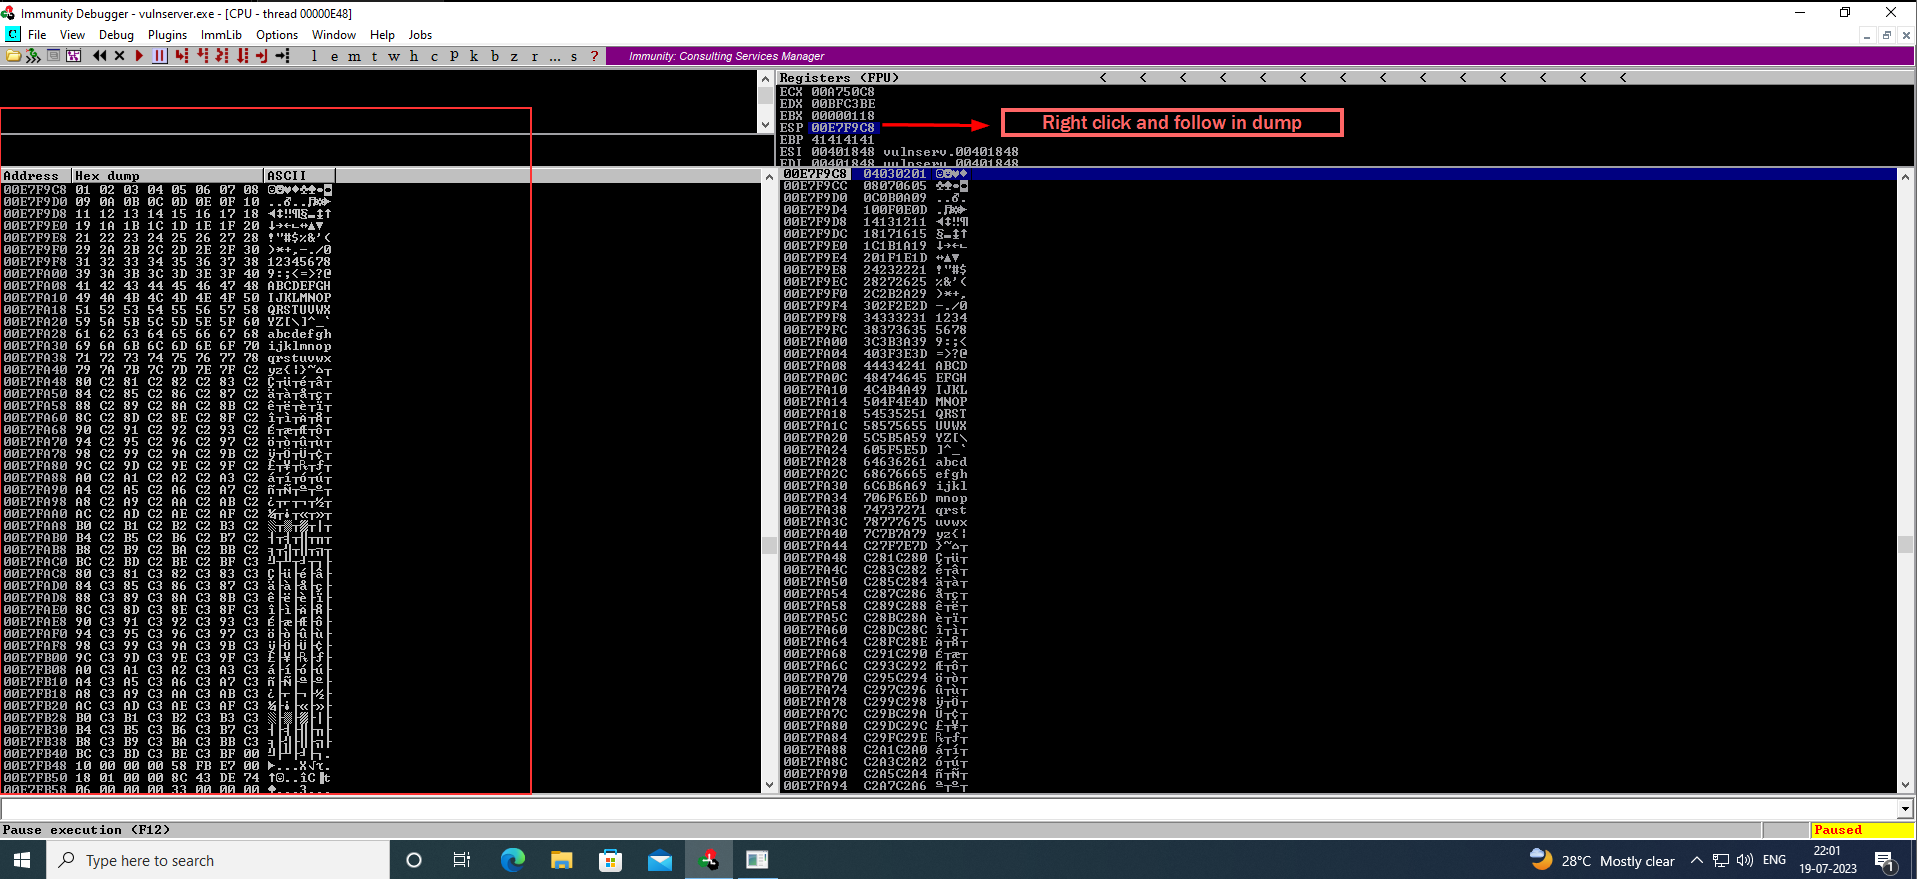 Immunity Debugger - vulnserver.exe - [CPU - thread 00000E48]
File View Debug Plugins ImmLib Options Window Help Jobs
l e m t w h c P k b z r ... s ? Immunity: Consulting Services Manager
Registers (FPU) < < < < < < < < < < < < < <
ECX 00A750C8
EDX 00BFC3BE
EBX 00000118
ESP 00E7F9C8
Right click and follow in dump
EBP 41414141
ESI 00401848 vulnserv.00401848
EDI 00401848 vulnserv.00401848
Address Hex dump ASCII
00E7F9C8 01 02 03 04 05 06 07 08
00E7F9D0 09 0A 0B 0C 0D 0E 0F 10
00E7F9D8 11 12 13 14 15 16 17 18
00E7F9E0 19 1A 1B 1C 1D 1E 1F 20
00E7F9E8 21 22 23 24 25 26 27 28 !"#$%&'(
00E7F9F0 29 2A 2B 2C 2D 2E 2F 30 )*+,-./0
00E7F9F8 31 32 33 34 35 36 37 38 12345678
00E7FA00 39 3A 3B 3C 3D 3E 3F 40 9:;<=>?@
00E7FA08 41 42 43 44 45 46 47 48 ABCDEFGH
00E7FA10 49 4A 4B 4C 4D 4E 4F 50 IJKLMNOP
00E7FA18 51 52 53 54 55 56 57 58 QRSTUVWX
00E7FA20 59 5A 5B 5C 5D 5E 5F 60 YZ[\]^_`
00E7FA28 61 62 63 64 65 66 67 68 abcdefgh
00E7FA30 69 6A 6B 6C 6D 6E 6F 70 ijklmnop
00E7FA38 71 72 73 74 75 76 77 78 qrstuvwx
00E7FA40 79 7A 7B 7C 7D 7E 7F C2 yz{|}~⌂┬
00E7FA48 80 C2 81 C2 82 C2 83 C2 Ç┬ü┬é┬â┬
00E7FA50 84 C2 85 C2 86 C2 87 C2 ä┬à┬å┬ç┬
00E7FA58 88 C2 89 C2 8A C2 8B C2 ê┬ë┬è┬ï┬
00E7FA60 8C C2 8D C2 8E C2 8F C2 î┬ì┬Ä┬Å┬
00E7FA68 90 C2 91 C2 92 C2 93 C2 É┬æ┬Æ┬ô┬
00E7FA70 94 C2 95 C2 96 C2 97 C2 ö┬ò┬û┬ù┬
00E7FA78 98 C2 99 C2 9A C2 9B C2 ÿ┬Ö┬Ü┬¢┬
00E7FA80 9C C2 9D C2 9E C2 9F C2 £┬¥┬₧┬ƒ┬
00E7FA88 A0 C2 A1 C2 A2 C2 A3 C2 á┬í┬ó┬ú┬
00E7FA90 A4 C2 A5 C2 A6 C2 A7 C2 ñ┬Ñ┬ª┬º┬
00E7FA98 A8 C2 A9 C2 AA C2 AB C2 ¿┬⌐┬¬┬½┬
00E7FAA0 AC C2 AD C2 AE C2 AF C2 ¼┬¡┬«┬»┬
00E7FAA8 B0 C2 B1 C2 B2 C2 B3 C2 ░┬▒┬▓┬│┬
00E7FAB0 B4 C2 B5 C2 B6 C2 B7 C2 ┤┬╡┬╢┬╖┬
00E7FAB8 B8 C2 B9 C2 BA C2 BB C2 ╕┬╣┬║┬╗┬
00E7FAC0 BC C2 BD C2 BE C2 BF C3 ╝┬╜┬╛┬┐├
00E7FAC8 80 C3 81 C3 82 C3 83 C3 Ç├ü├é├â├
00E7FAD0 84 C3 85 C3 86 C3 87 C3 ä├à├å├ç├
00E7FAD8 88 C3 89 C3 8A C3 8B C3 ê├ë├è├ï├
00E7FAE0 8C C3 8D C3 8E C3 8F C3 î├ì├Ä├Å├
00E7FAE8 90 C3 91 C3 92 C3 93 C3 É├æ├Æ├ô├
00E7FAF0 94 C3 95 C3 96 C3 97 C3 ö├ò├û├ù├
00E7FAF8 98 C3 99 C3 9A C3 9B C3 ÿ├Ö├Ü├¢├
00E7FB00 9C C3 9D C3 9E C3 9F C3 £├¥├₧├ƒ├
00E7FB08 A0 C3 A1 C3 A2 C3 A3 C3 á├í├ó├ú├
00E7FB10 A4 C3 A5 C3 A6 C3 A7 C3 ñ├Ñ├ª├º├
00E7FB18 A8 C3 A9 C3 AA C3 AB C3 ¿├⌐├¬├½├
00E7FB20 AC C3 AD C3 AE C3 AF C3 ¼├¡├«├»├
00E7FB28 B0 C3 B1 C3 B2 C3 B3 C3 ░├▒├▓├│├
00E7FB30 B4 C3 B5 C3 B6 C3 B7 C3 ┤├╡├╢├╖├
00E7FB38 B8 C3 B9 C3 BA C3 BB C3 ╕├╣├║├╗├
00E7FB40 BC C3 BD C3 BE C3 BF 00 ╝├╜├╛├┐.
00E7FB48 10 00 00 00 58 FB E7 00 ►...X√τ.
00E7FB50 18 01 00 00 8C 43 DE 74 ↑☺..îC▐t
00E7FB58 06 00 00 00 33 00 00 00 ♠...3...
00E7F9C8 04030201
00E7F9CC 08070605
00E7F9D0 0C0B0A09
00E7F9D4 100F0E0D
00E7F9D8 14131211
00E7F9DC 18171615
00E7F9E0 1C1B1A19
00E7F9E4 201F1E1D
00E7F9E8 24232221 !"#$
00E7F9EC 28272625 %&'(
00E7F9F0 2C2B2A29 )*+,
00E7F9F4 302F2E2D -./0
00E7F9F8 34333231 1234
00E7F9FC 38373635 5678
00E7FA00 3C3B3A39 9:;<
00E7FA04 403F3E3D =>?@
00E7FA08 44434241 ABCD
00E7FA0C 48474645 EFGH
00E7FA10 4C4B4A49 IJKL
00E7FA14 504F4E4D MNOP
00E7FA18 54535251 QRST
00E7FA1C 58575655 UVWX
00E7FA20 5C5B5A59 YZ[\
00E7FA24 605F5E5D ]^_`
00E7FA28 64636261 abcd
00E7FA2C 68676665 efgh
00E7FA30 6C6B6A69 ijkl
00E7FA34 706F6E6D mnop
00E7FA38 74737271 qrst
00E7FA3C 78777675 uvwx
00E7FA40 7C7B7A79 yz{|
00E7FA44 C27F7E7D }~⌂┬
00E7FA48 C281C280 Ç┬ü┬
00E7FA4C C283C282 é┬â┬
00E7FA50 C285C284 ä┬à┬
00E7FA54 C287C286 å┬ç┬
00E7FA58 C289C288 ê┬ë┬
00E7FA5C C28BC28A è┬ï┬
00E7FA60 C28DC28C î┬ì┬
00E7FA64 C28FC28E Ä┬Å┬
00E7FA68 C291C290 É┬æ┬
00E7FA6C C293C292 Æ┬ô┬
00E7FA70 C295C294 ö┬ò┬
00E7FA74 C297C296 û┬ù┬
00E7FA78 C299C298 ÿ┬Ö┬
00E7FA7C C29BC29A Ü┬¢┬
00E7FA80 C29DC29C £┬¥┬
00E7FA84 C29FC29E ₧┬ƒ┬
00E7FA88 C2A1C2A0 á┬í┬
00E7FA8C C2A3C2A2 ó┬ú┬
00E7FA90 C2A5C2A4 ñ┬Ñ┬
00E7FA94 C2A7C2A6 ª┬º┬
Pause execution (F12)
Paused
Type here to search
28°C Mostly clear
ENG
22:01
19-07-2023
1